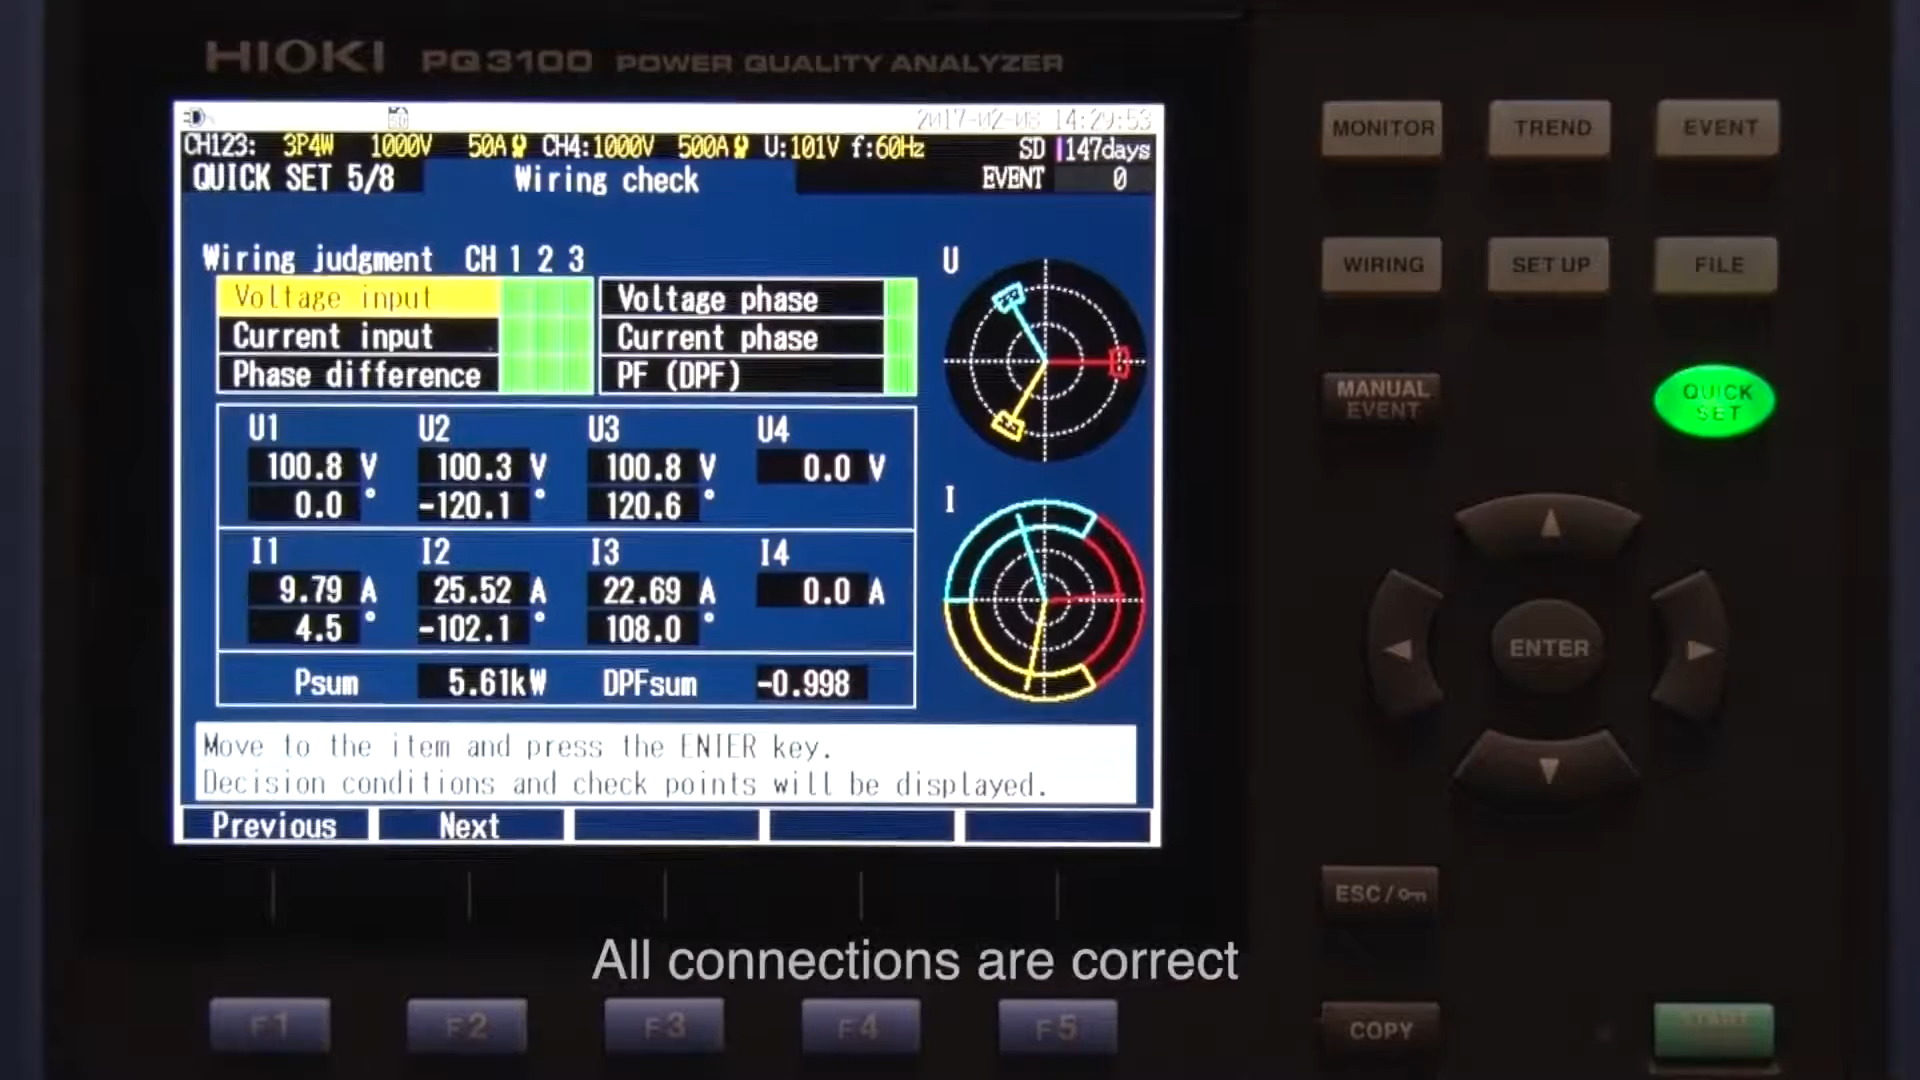 HIOKI PQ3100 POWER QUALITY ANALYZER
2017-02-08 14:29:53
CH123: 3P4W 1000V 50A CH4:1000V 500A U:101V f:60Hz SD 147days
QUICK SET 5/8 Wiring check EVENT 0
Wiring judgment CH 1 2 3
Voltage input Voltage phase
Current input Current phase
Phase difference PF (DPF)
U
U1 U2 U3 U4
100.8 V 100.3 V 100.8 V 0.0 V
0.0 ° -120.1 ° 120.6 °
I
I1 I2 I3 I4
9.79 A 25.52 A 22.69 A 0.0 A
4.5 ° -102.1 ° 108.0 °
Psum 5.61kW DPFsum -0.998
Move to the item and press the ENTER key.
Decision conditions and check points will be displayed.
Previous Next
MONITOR TREND EVENT
WIRING SET UP FILE
MANUAL EVENT
QUICK SET
ENTER
ESC /
COPY
All connections are correct
F1 F2 F3 F4 F5